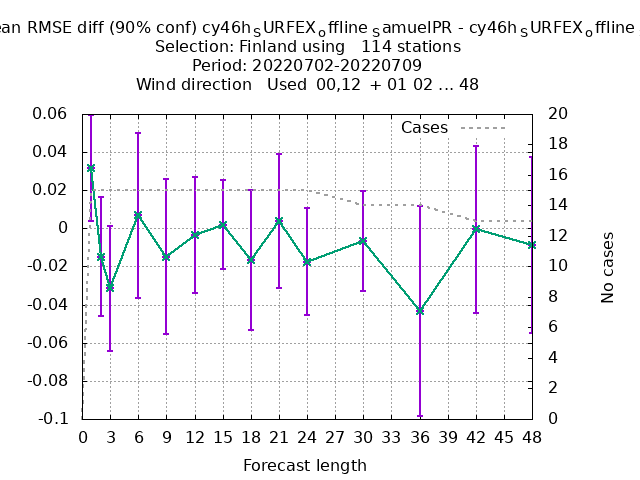 ean RMSE diff (90% conf) cy46h_SURFEX_offline_SamuelPR - cy46h_SURFEX_offline
Selection: Finland using   114 stations
Period: 20220702-20220709
Wind direction   Used  00,12  + 01 02 ... 48
Cases
0.06
0.04
0.02
0
-0.02
-0.04
-0.06
-0.08
-0.1
20
18
16
14
12
10
8
6
4
2
0
No cases
0 3 6 9 12 15 18 21 24 27 30 33 36 39 42 45 48
Forecast length